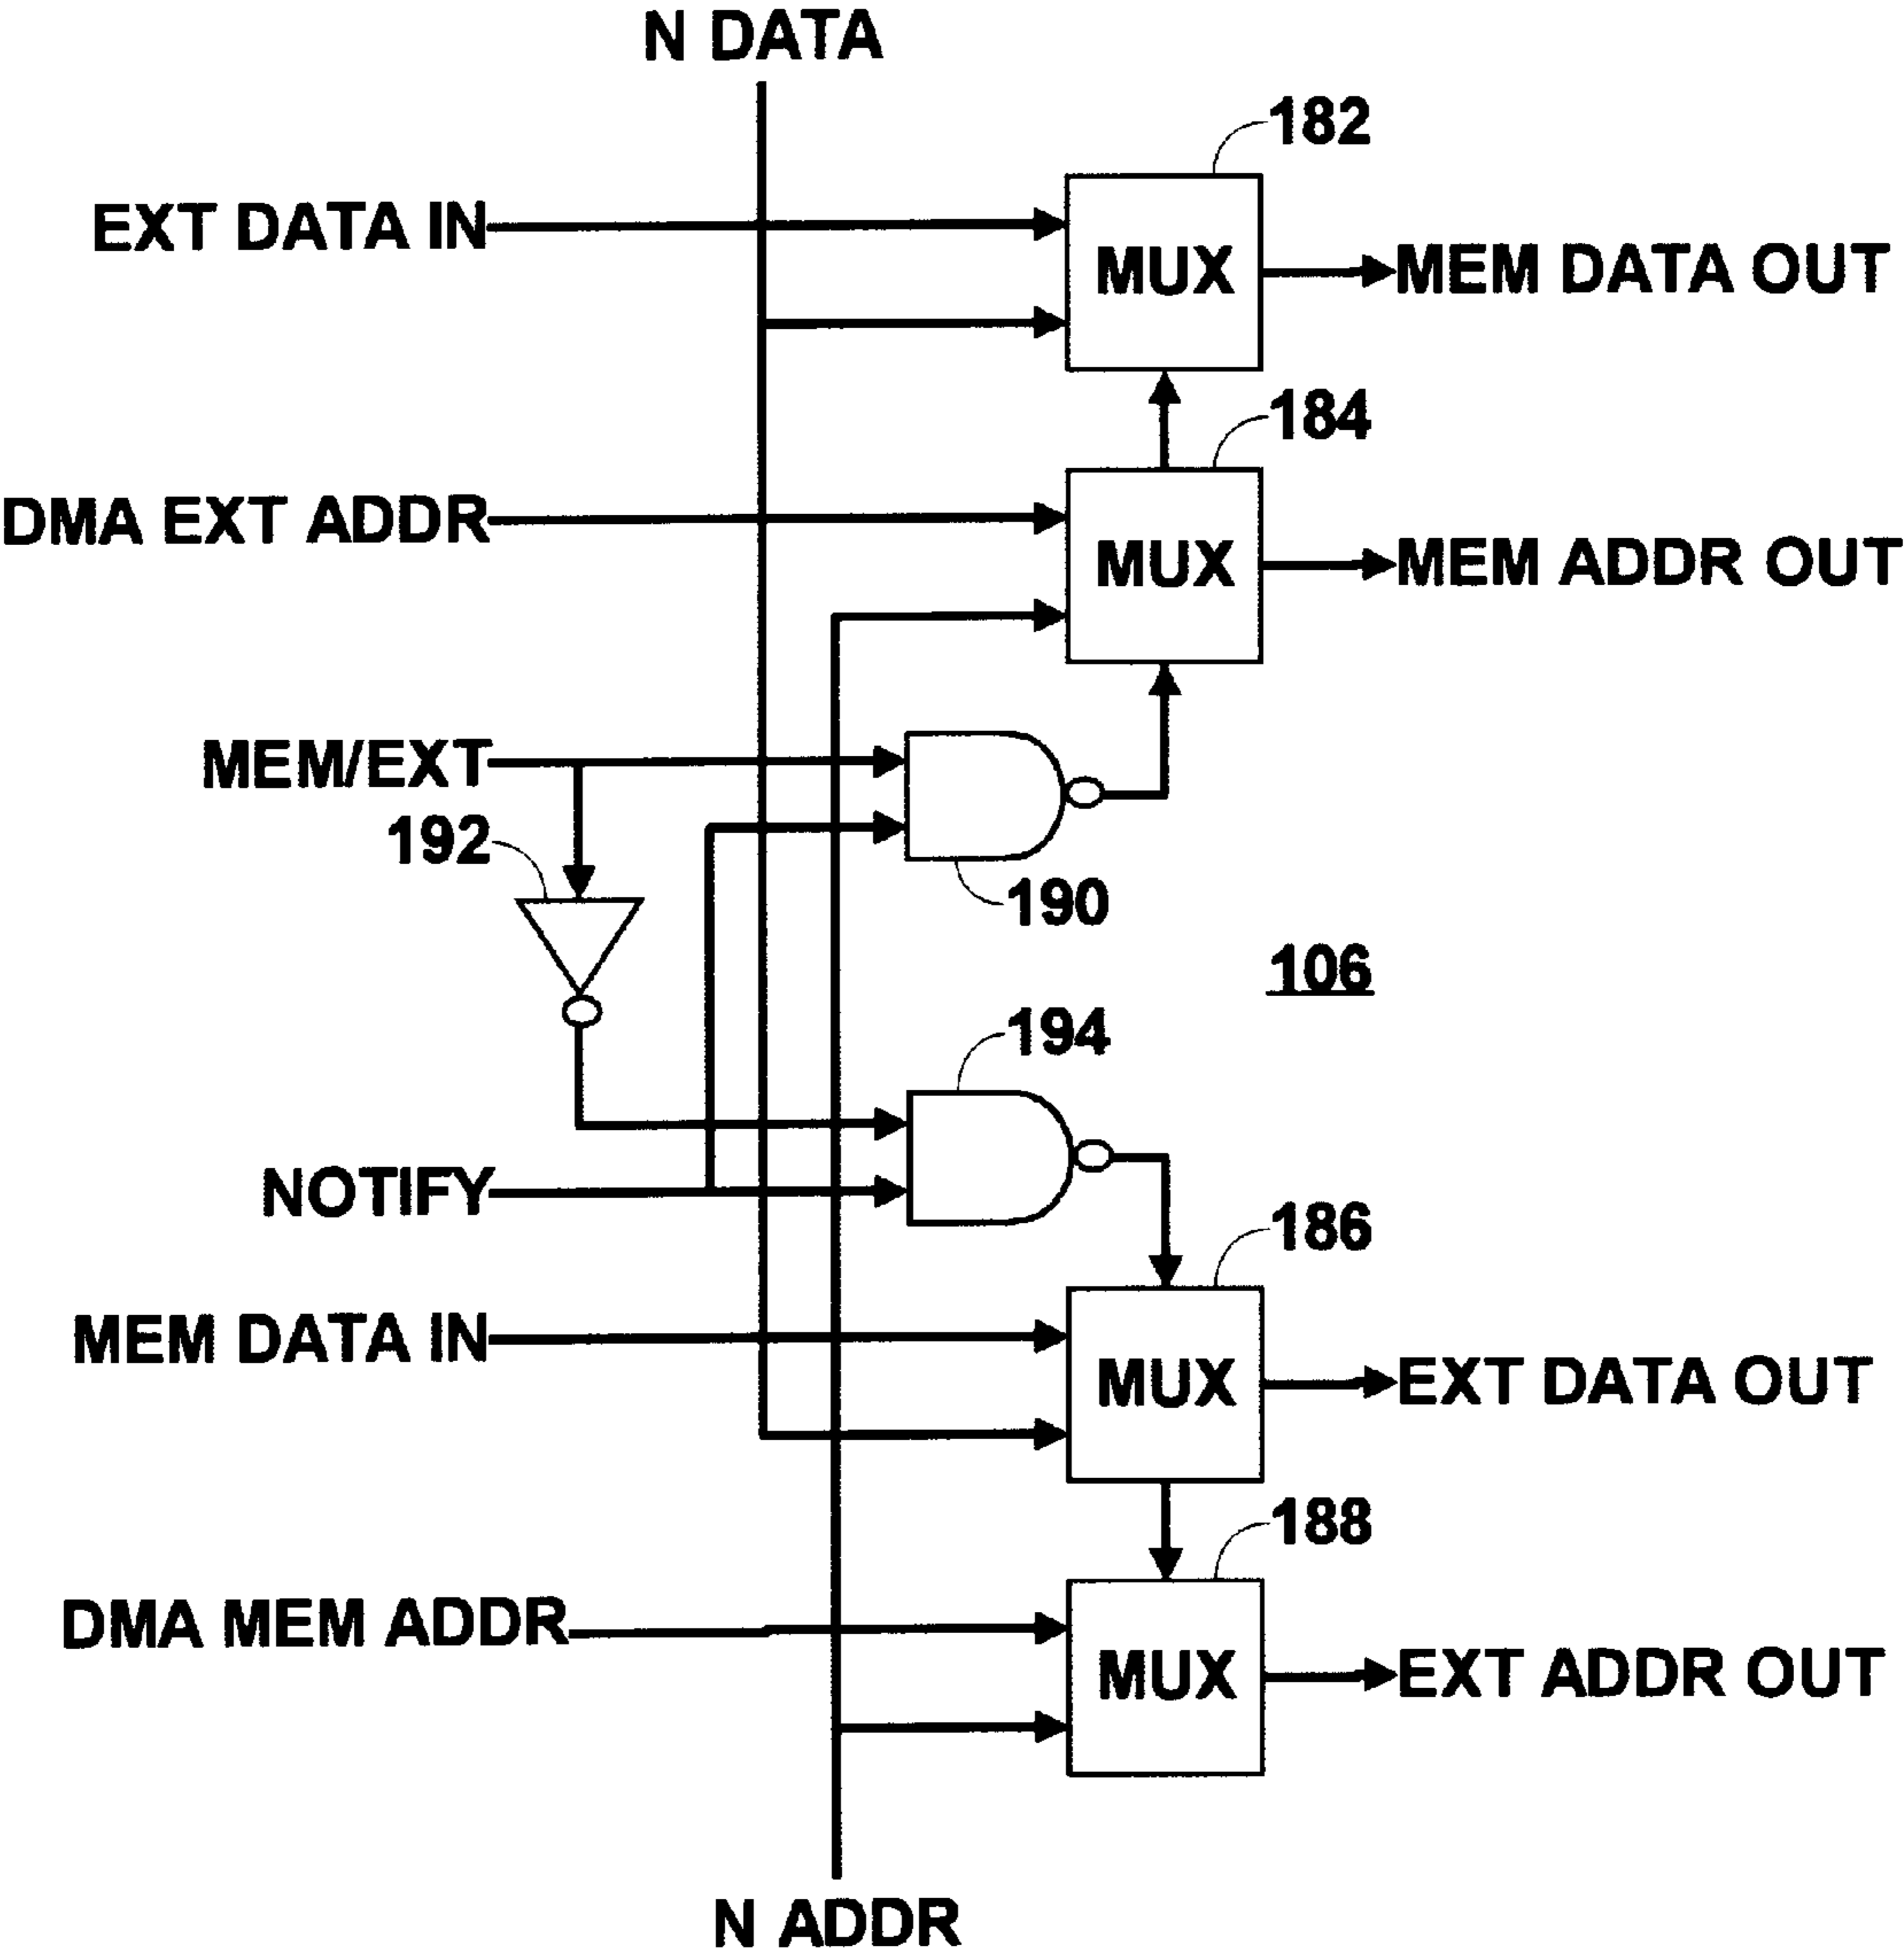 N DATA
182
EXT DATA IN
MUX
MEM DATA OUT
184
DMA EXT ADDR
MUX
MEM ADDR OUT
MEM/EXT
192
190
106
194
NOTIFY
186
MEM DATA IN
MUX
EXT DATA OUT
188
DMA MEM ADDR
MUX
EXT ADDR OUT
N ADDR